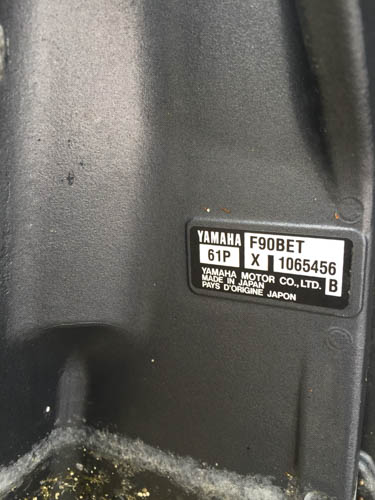 YAMAHA F90BET
61P X 1065456
YAMAHA MOTOR CO.,LTD. B
MADE IN JAPAN
PAYS D'ORIGINE JAPON